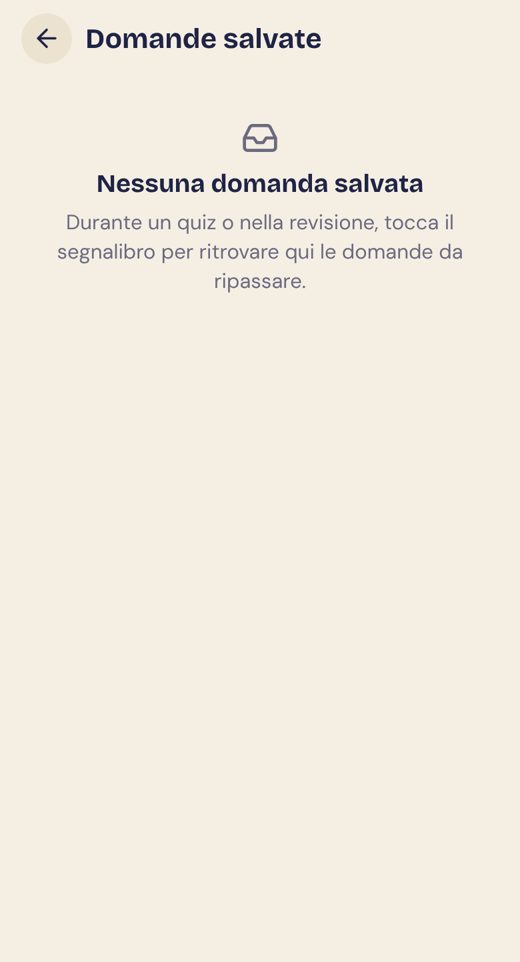 Domande salvate
Nessuna domanda salvata
Durante un quiz o nella revisione, tocca il
segnalibro per ritrovare qui le domande da
ripassare.